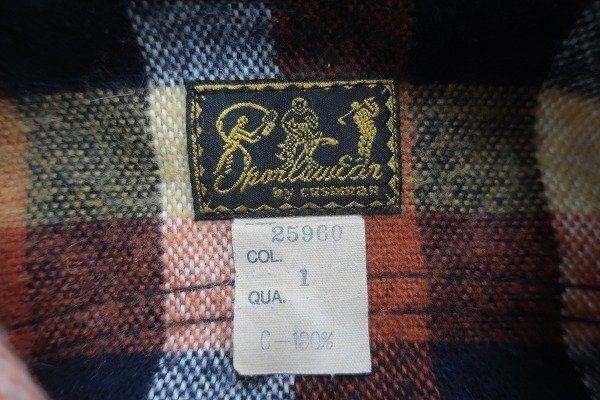 Sportswear
by cushman
25960
COL.
1
QUA.
C-100%